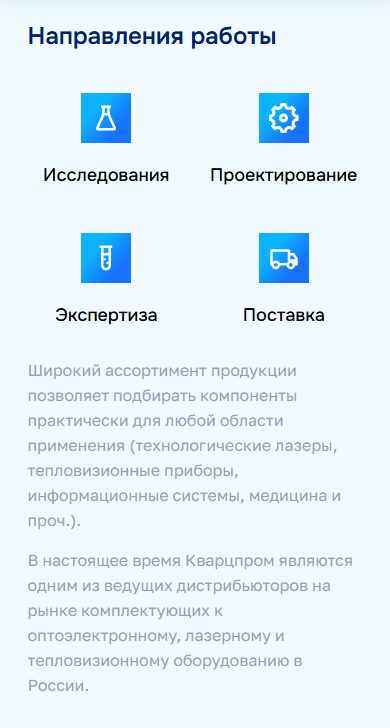 Направления работы
Исследования
Проектирование
Экспертиза
Поставка
Широкий ассортимент продукции
позволяет подбирать компоненты
практически для любой области
применения (технологические лазеры,
тепловизионные приборы,
информационные системы, медицина и
проч.).
В настоящее время Кварцпром являются
одним из ведущих дистрибьюторов на
рынке комплектующих к
оптоэлектронному, лазерному и
тепловизионному оборудованию в
России.